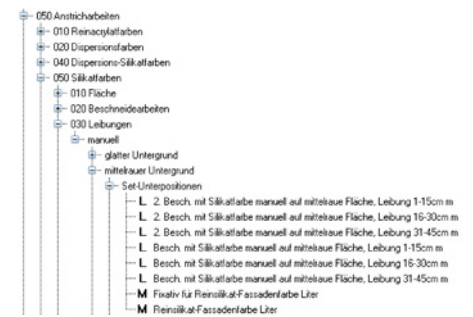 050 Anstricharbeiten
010 Reinacrylatfarben
020 Dispersionsfarben
040 Dispersions-Silikatfarben
050 Silikatfarben
010 Fläche
020 Beschneidearbeiten
030 Leibungen
manuell
glatter Untergrund
mittelrauer Untergrund
Set-Unterpositionen
L 2. Besch. mit Silikatfarbe manuell auf mittelraue Fläche, Leibung 1-15cm m
L 2. Besch. mit Silikatfarbe manuell auf mittelraue Fläche, Leibung 16-30cm m
L 2. Besch. mit Silikatfarbe manuell auf mittelraue Fläche, Leibung 31-45cm m
L Besch. mit Silikatfarbe manuell auf mittelraue Fläche, Leibung 1-15cm m
L Besch. mit Silikatfarbe manuell auf mittelraue Fläche, Leibung 16-30cm m
L Besch. mit Silikatfarbe manuell auf mittelraue Fläche, Leibung 31-45cm m
M Fixativ für Reinsilikat-Fassadenfarbe Liter
M Reinsilikat-Fassadenfarbe Liter